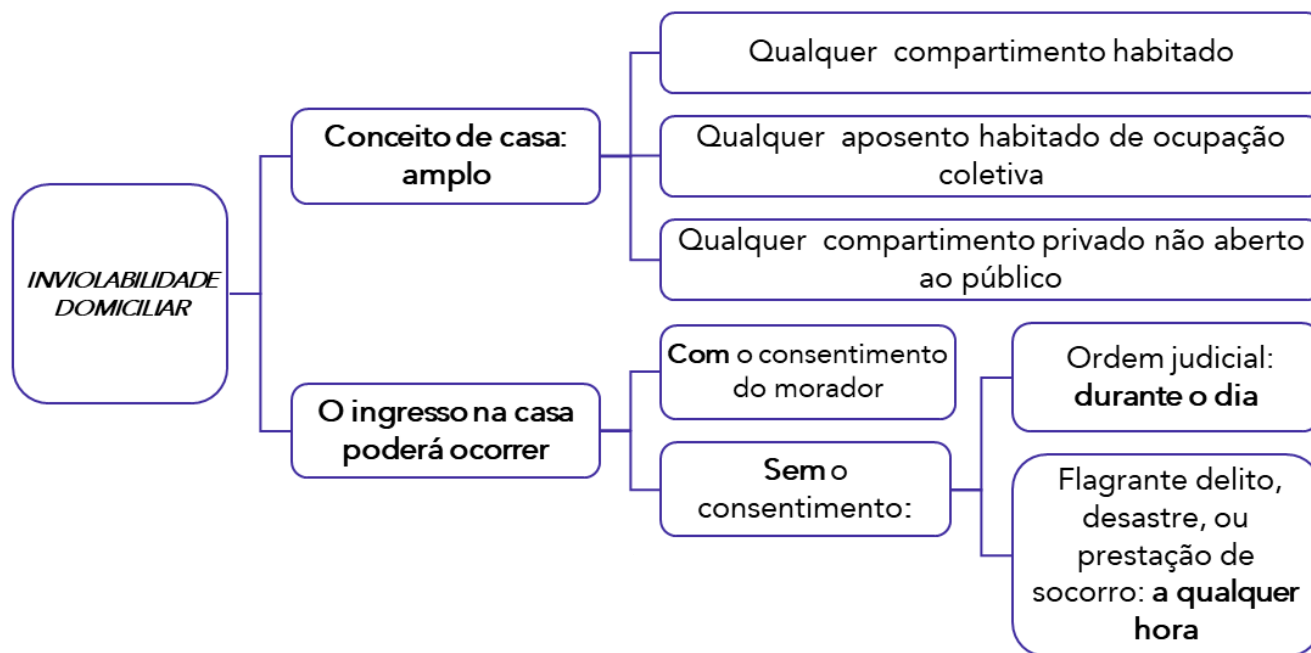 INVIOLABILIDADE
DOMICILIAR
Conceito de casa:
amplo
Qualquer compartimento habitado
Qualquer aposento habitado de ocupação
coletiva
Qualquer compartimento privado não aberto
ao público
O ingresso na casa
poderá ocorrer
Com o consentimento
do morador
Sem o
consentimento:
Ordem judicial:
durante o dia
Flagrante delito,
desastre, ou
prestação de
socorro: a qualquer
hora